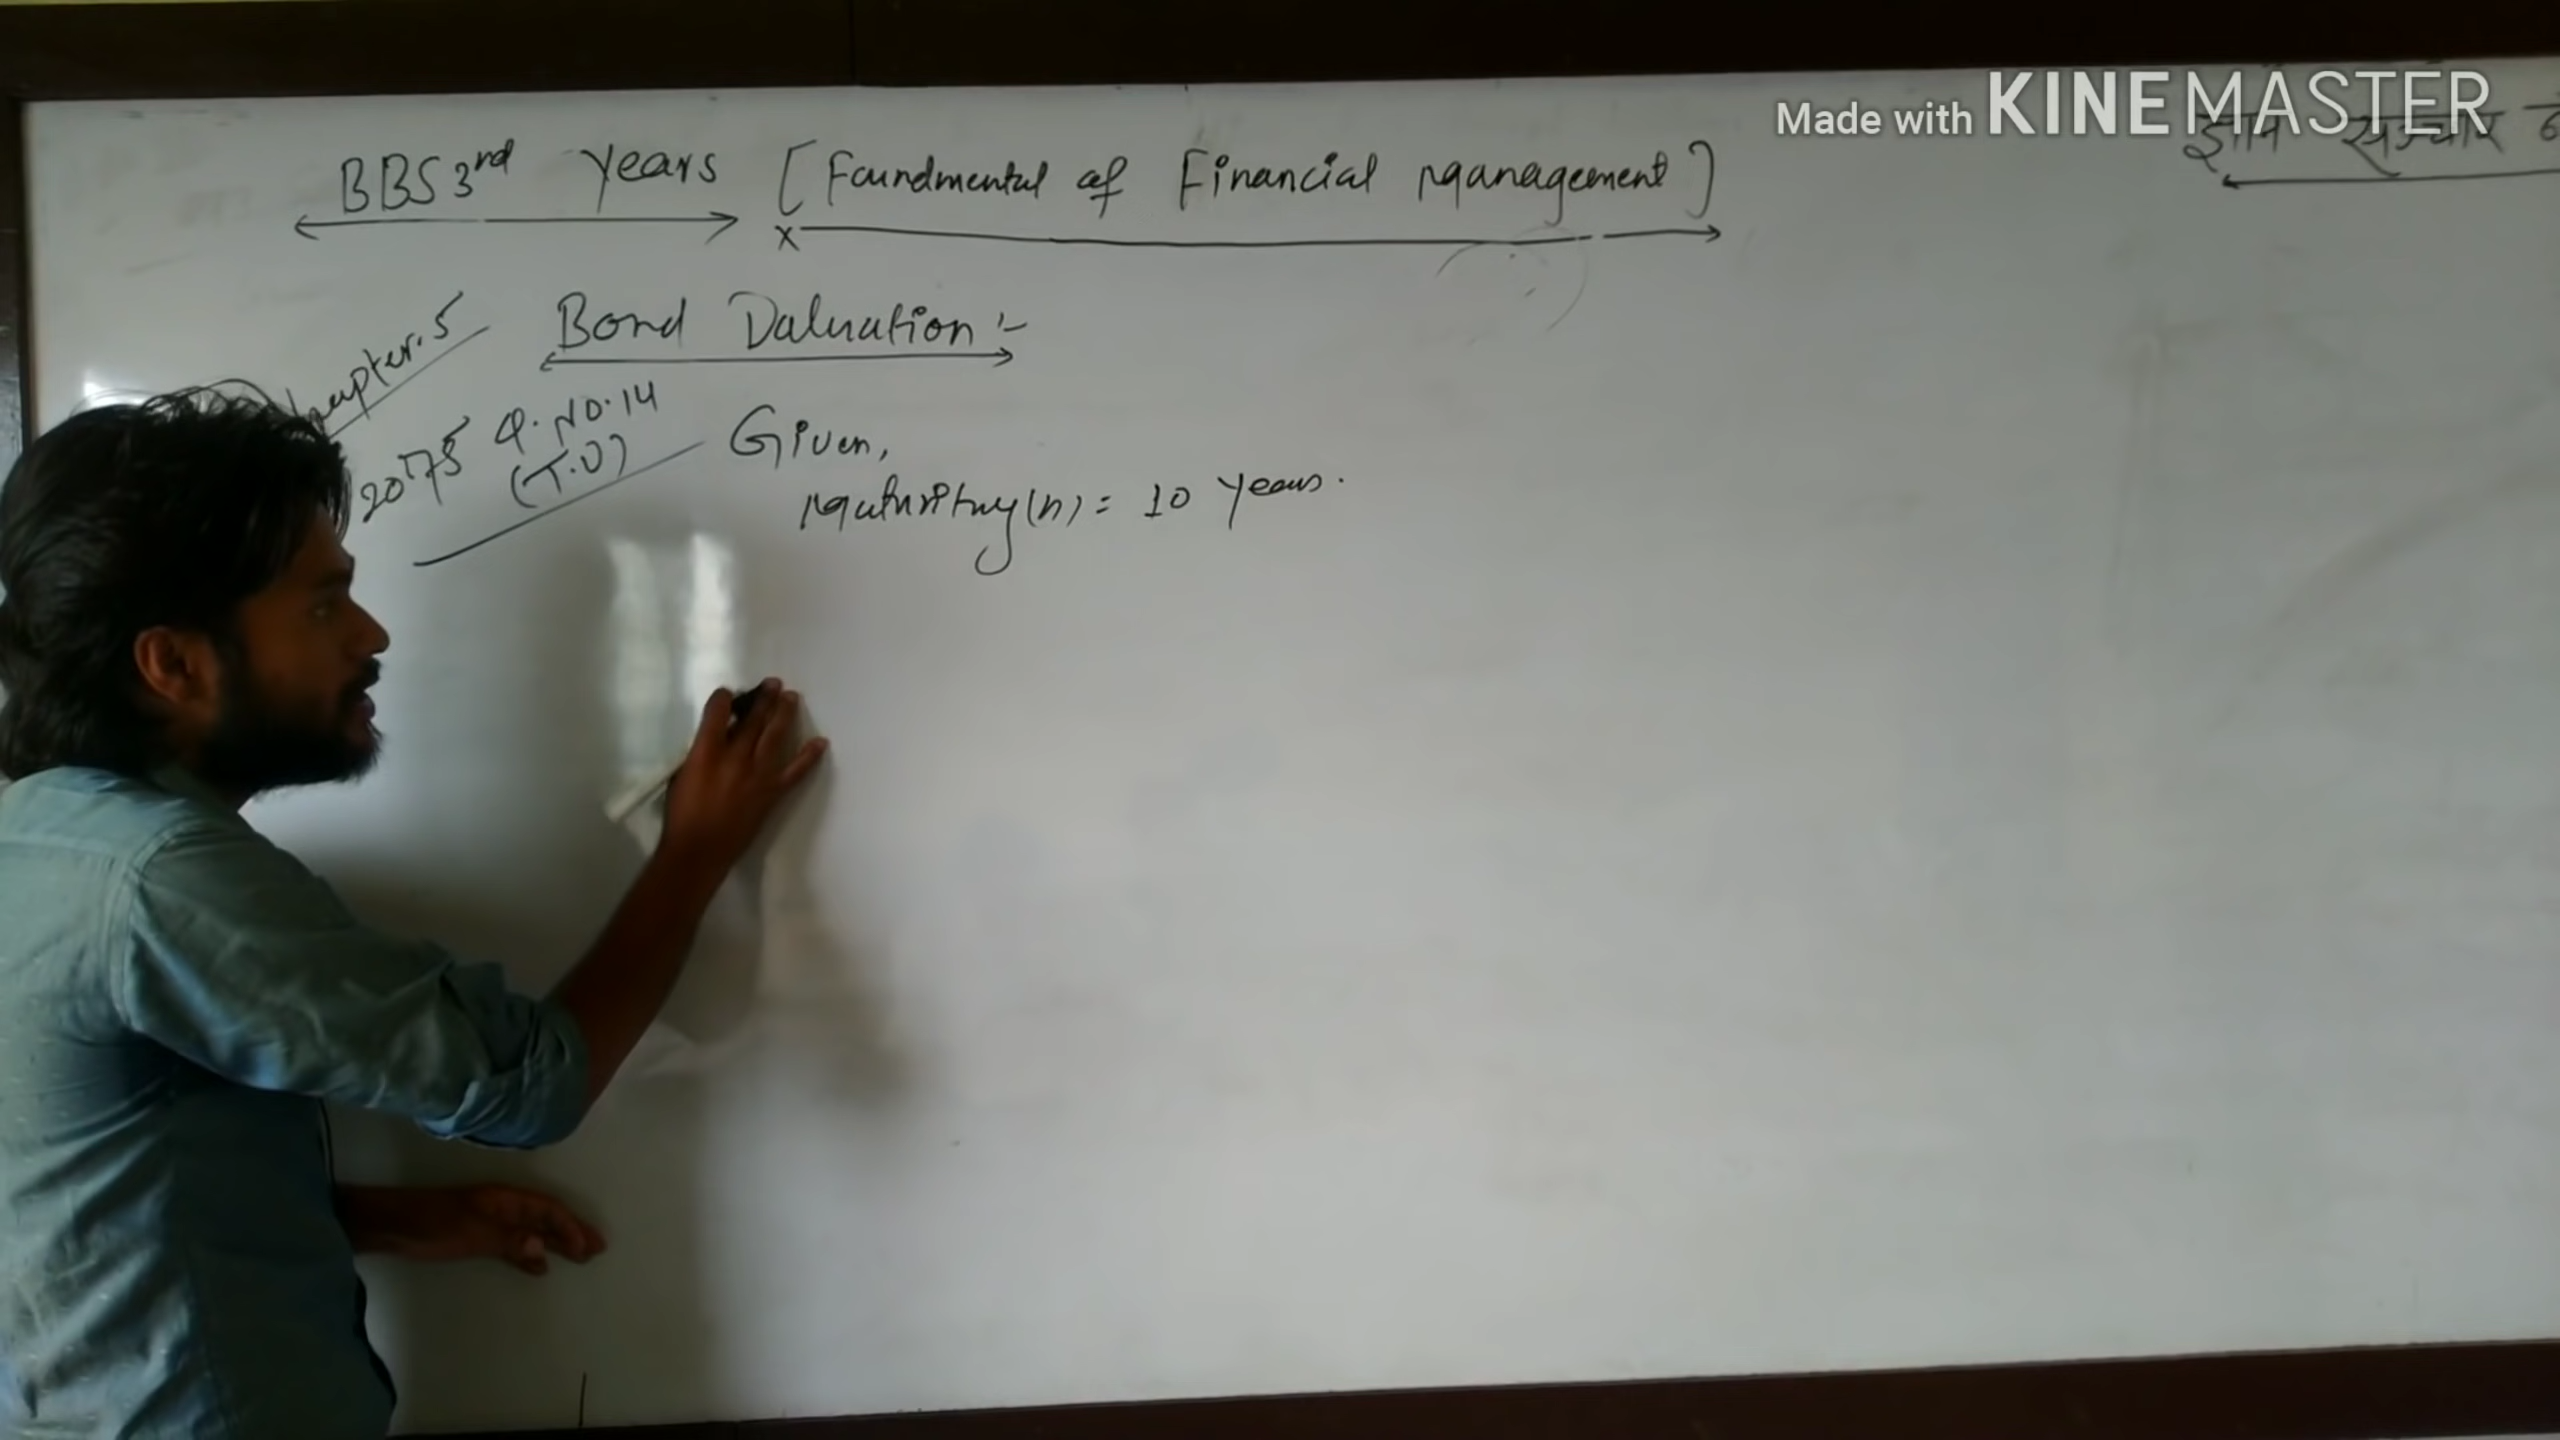 Made with KINEMASTER
ज्ञान सञ्चार
BBS 3rd years [Foundmental of Financial Management]
Chapter.5
Bond Valuation :-
2075 Q.NO.14
(T.U)
Given,
Maturity (n) = 10 years.